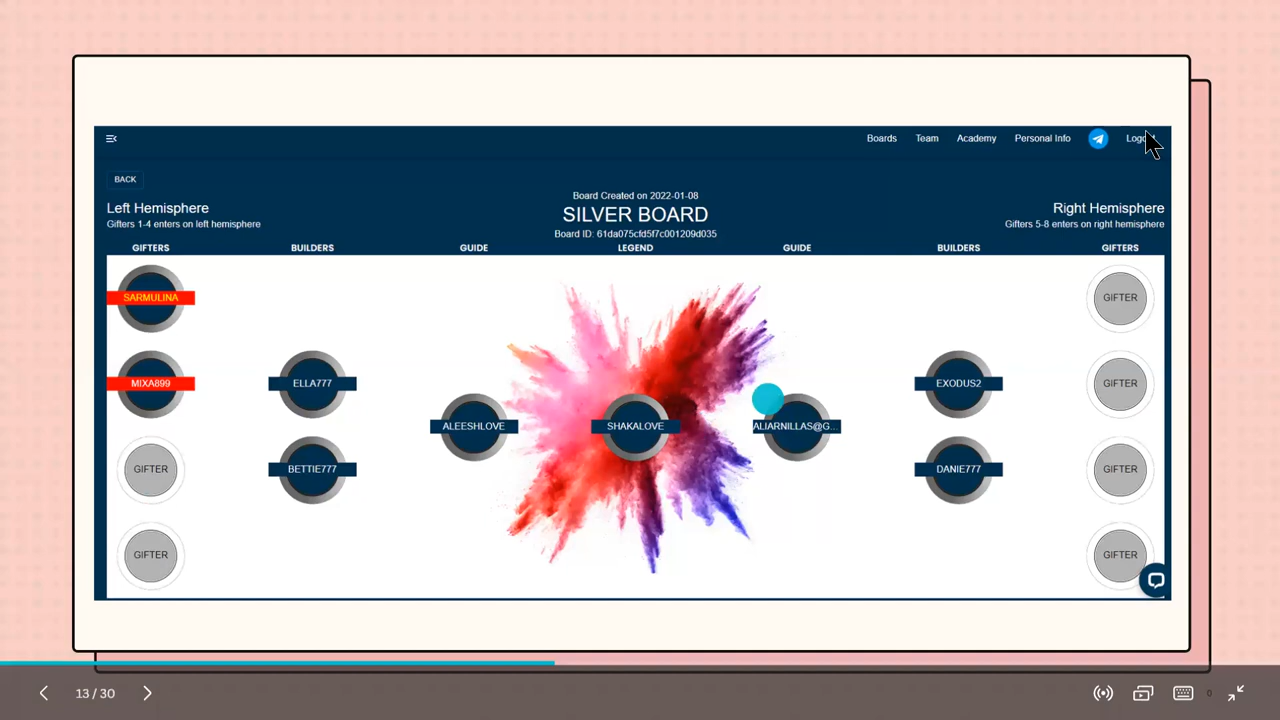 Boards Team Academy Personal Info
BACK
Board Created on 2022-01-08
Left Hemisphere SILVER BOARD Right Hemisphere
Gifters 1-4 enters on left hemisphere Board ID: 61da075cfd5f7c001209d035 Gifters 5-8 enters on right hemisphere
GIFTERS BUILDERS GUIDE LEGEND GUIDE BUILDERS GIFTERS
SARMULINA GIFTER
MIXA899 ELLA777 EXODUS2 GIFTER
ALEESHLOVE SHAKALOVE ALIARNILLAS@G...
GIFTER BETTIE777 DANIE777 GIFTER
GIFTER GIFTER
13 / 30 0